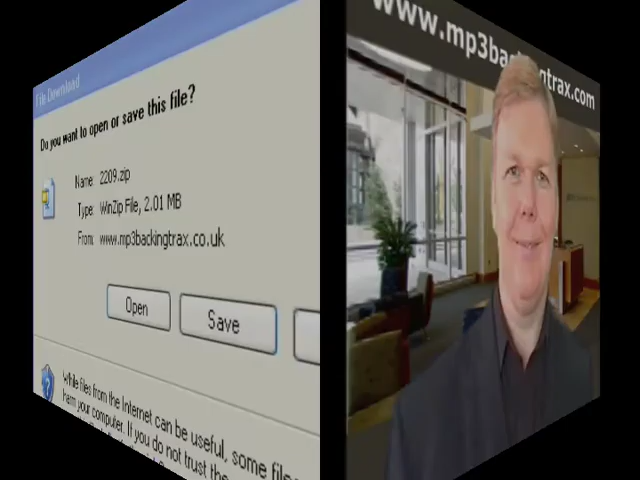 File Download
Do you want to open or save this file?
Name: 2209.zip
Type: WinZip File, 2.01 MB
From: www.mp3backingtrax.co.uk
Open
Save
While files from the Internet can be useful, some files
harm your computer. If you do not trust the
www.mp3backingtrax.com